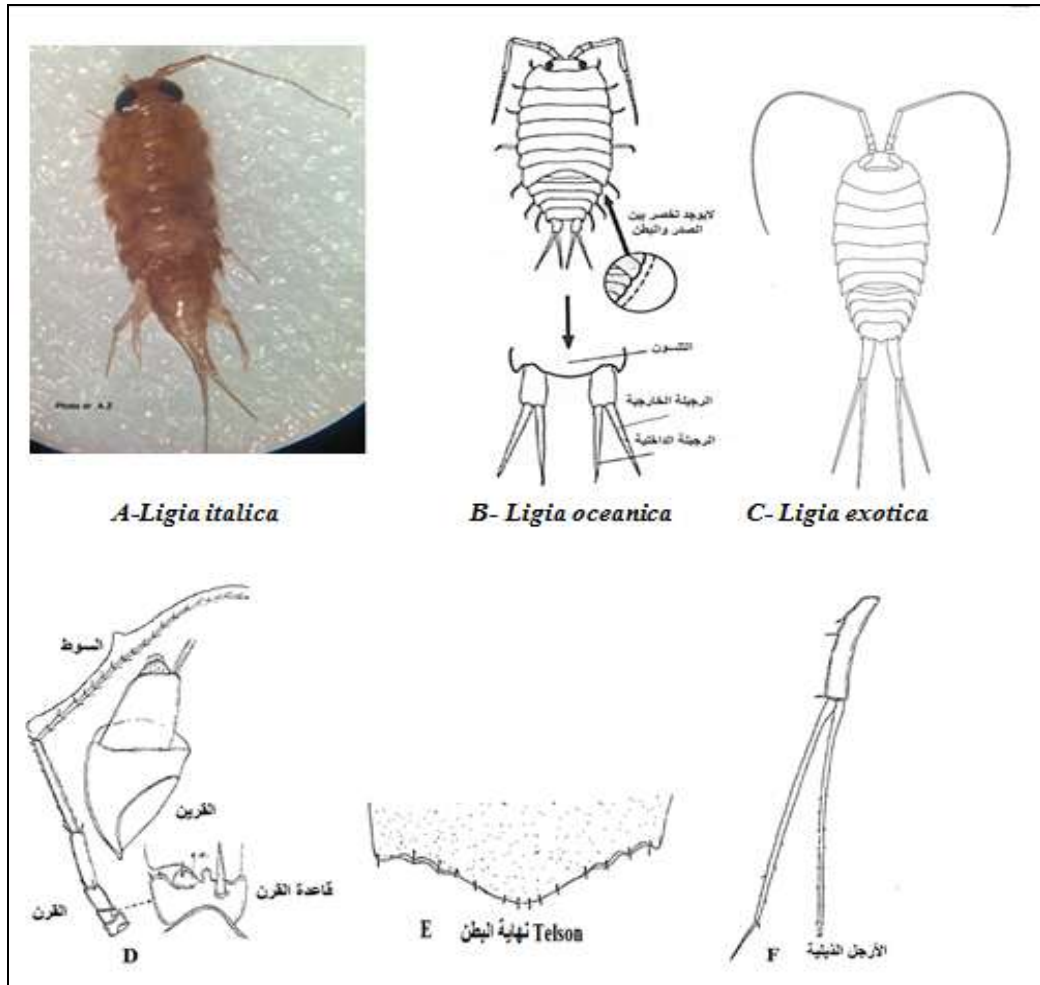 لايوجد تخصر بين
الصدر والبطن
التلسون
الرجيلة الخارجية
الرجيلة الداخلية
Photo by A.Z
A-Ligia italica
B- Ligia oceanica
C- Ligia exotica
السوط
القرين
قاعدة القرن
القرن
D
E نهاية البطن Telson
F الأرجل الذيلية